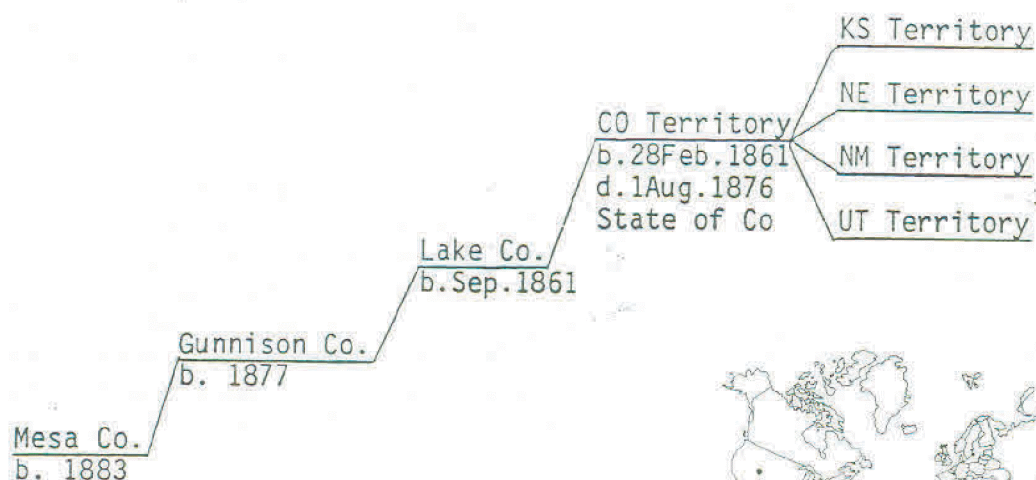 KS Territory
NE Territory
CO Territory
b.28Feb.1861
d.1Aug.1876
State of Co
NM Territory
UT Territory
Lake Co.
b.Sep.1861
Gunnison Co.
b. 1877
Mesa Co.
b. 1883